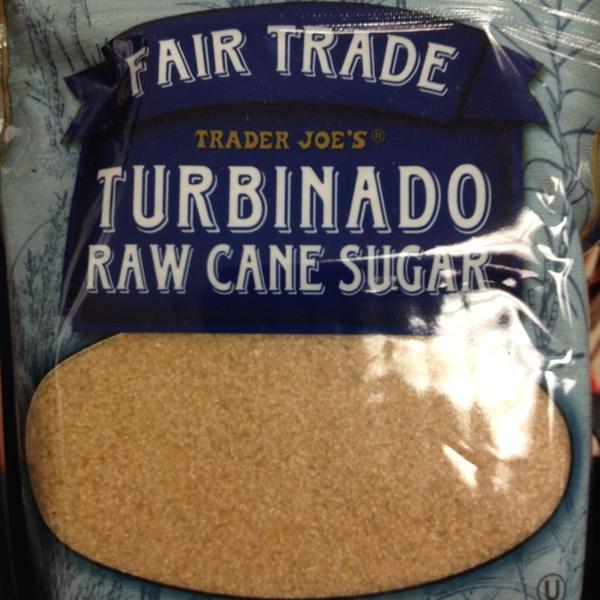 FAIR TRADE
TRADER JOE'S®
TURBINADO
RAW CANE SUGAR
U